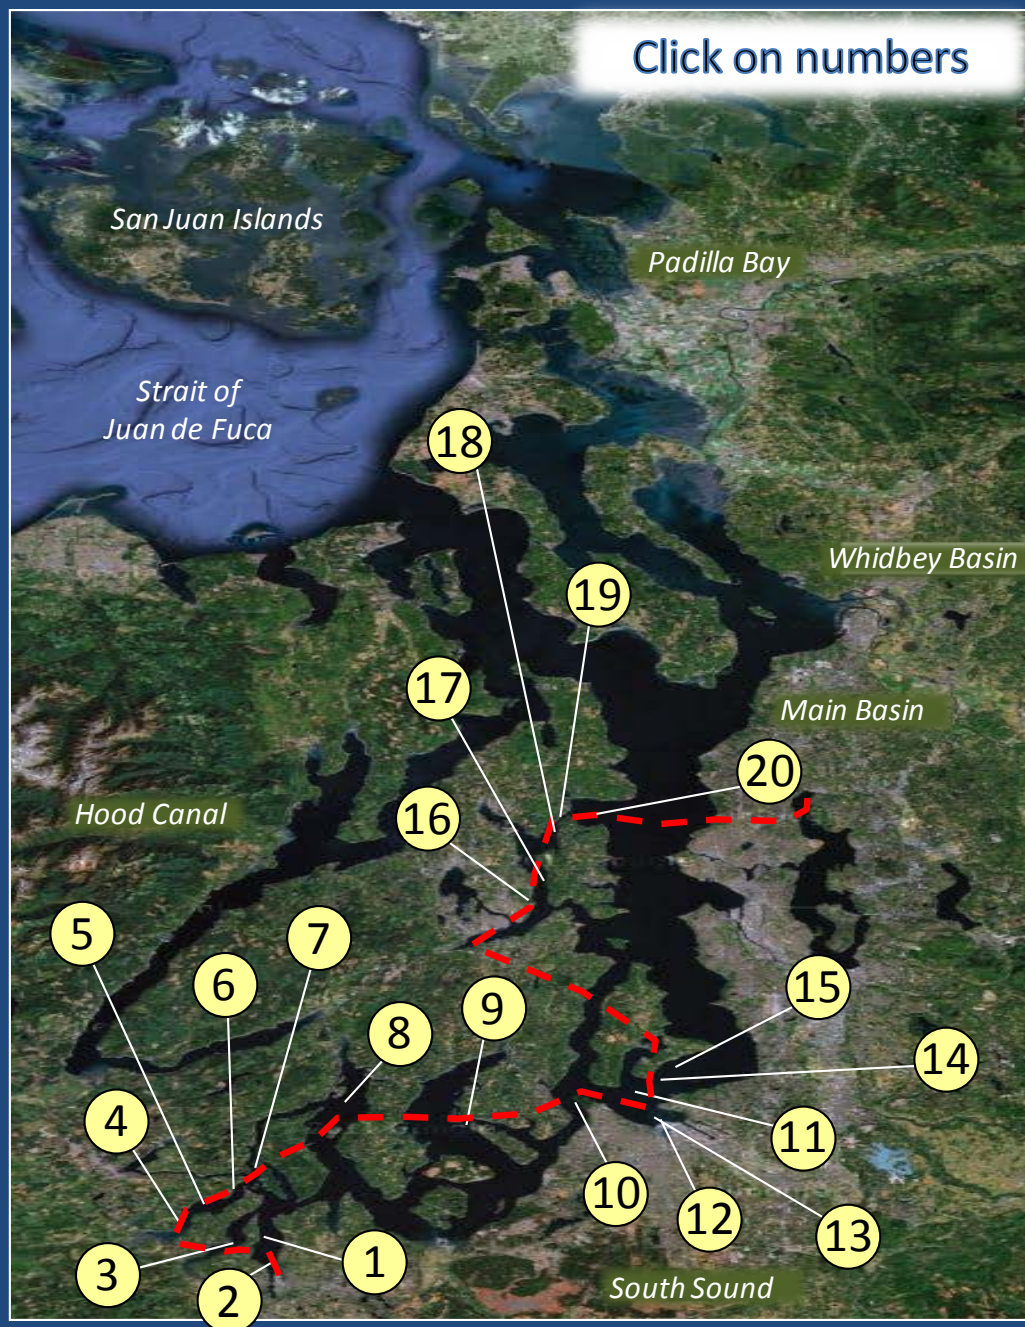 Click on numbers
San Juan Islands
Padilla Bay
Strait of
Juan de Fuca
18
Whidbey Basin
19
17
Main Basin
20
Hood Canal
16
5
7
6
9
15
8
14
4
11
10
12
13
3
1
2
South Sound